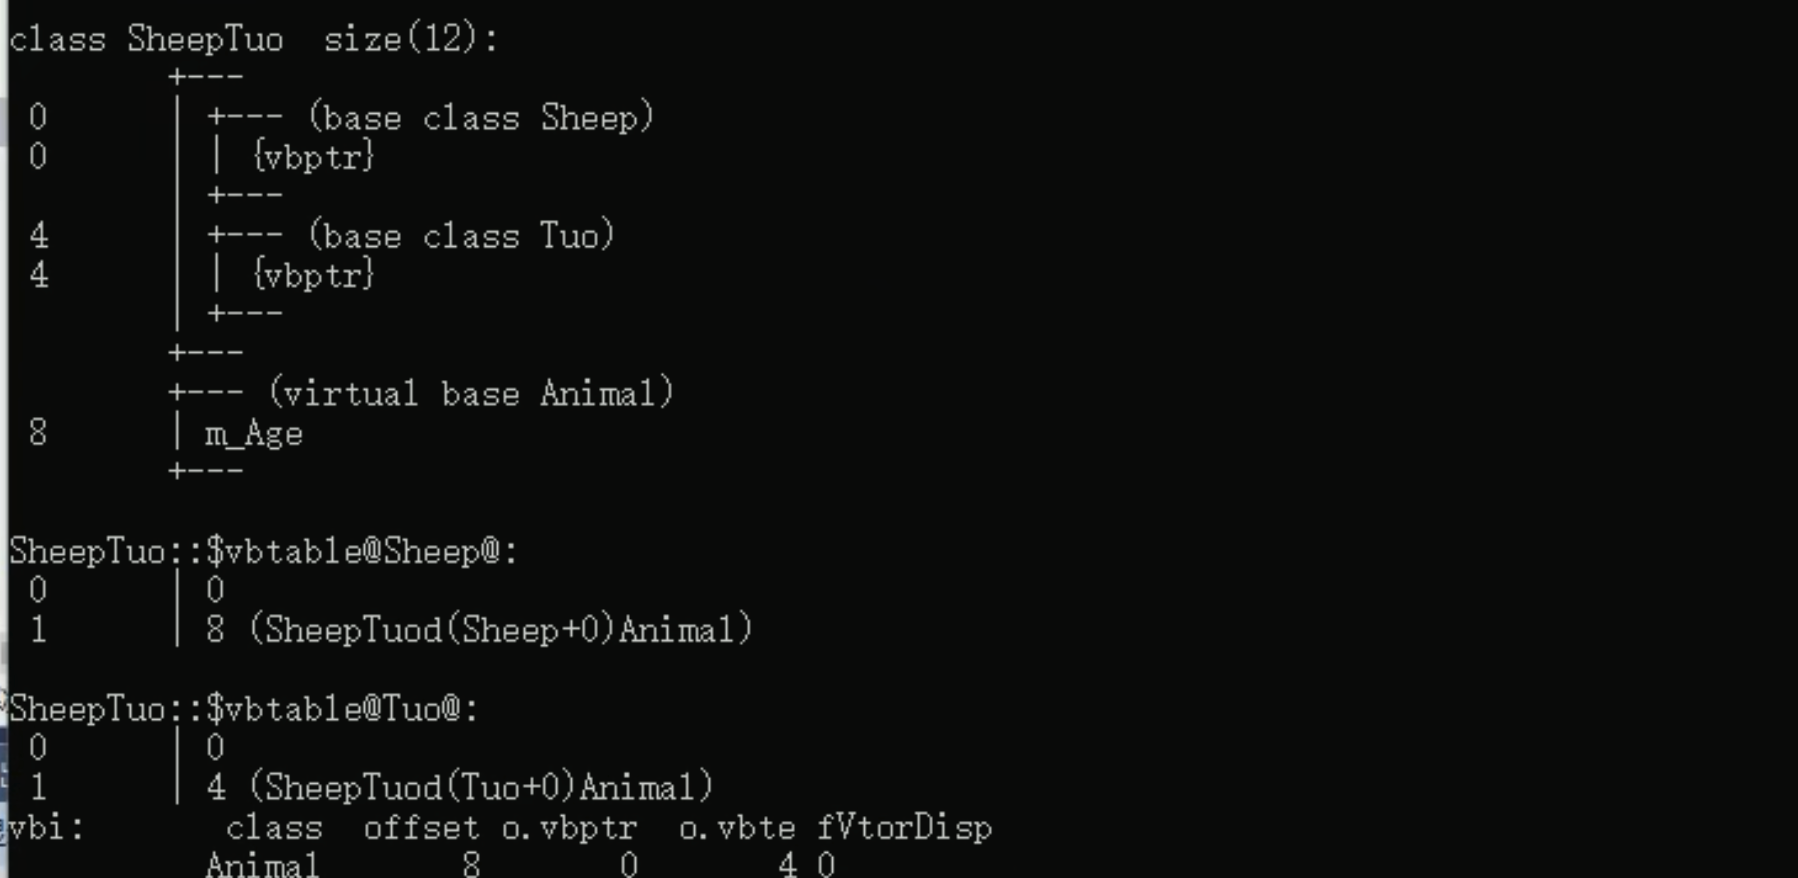 class SheepTuo  size(12):
        +---
 0      | +--- (base class Sheep)
 0      | | {vbptr}
        | +---
 4      | +--- (base class Tuo)
 4      | | {vbptr}
        | +---
        +---
        +--- (virtual base Animal)
 8      | m_Age
        +---
SheepTuo::$vbtable@Sheep@:
 0      | 0
 1      | 8 (SheepTuod(Sheep+0)Animal)
SheepTuo::$vbtable@Tuo@:
 0      | 0
 1      | 4 (SheepTuod(Tuo+0)Animal)
vbi:       class  offset o.vbptr  o.vbte fVtorDisp
          Animal       8       0       4 0